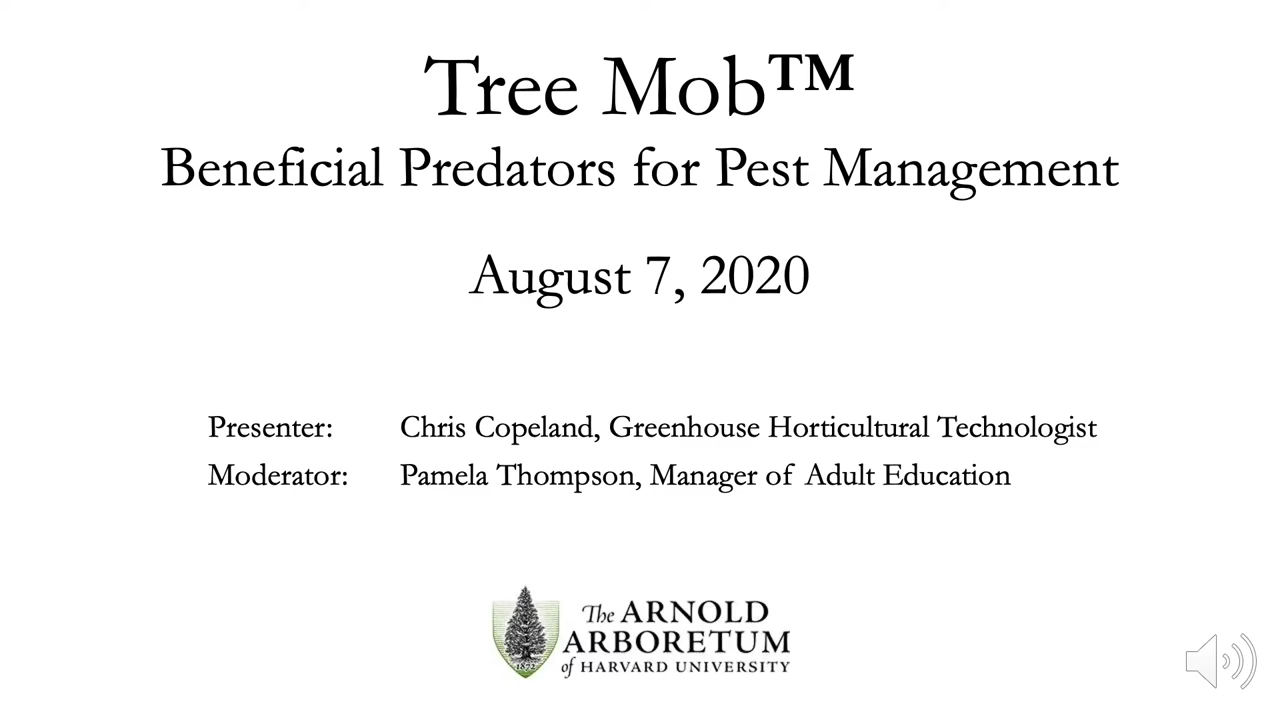 Tree Mob™
Beneficial Predators for Pest Management
August 7, 2020
Presenter: Chris Copeland, Greenhouse Horticultural Technologist
Moderator: Pamela Thompson, Manager of Adult Education
The ARNOLD
ARBORETUM
of HARVARD UNIVERSITY
1872